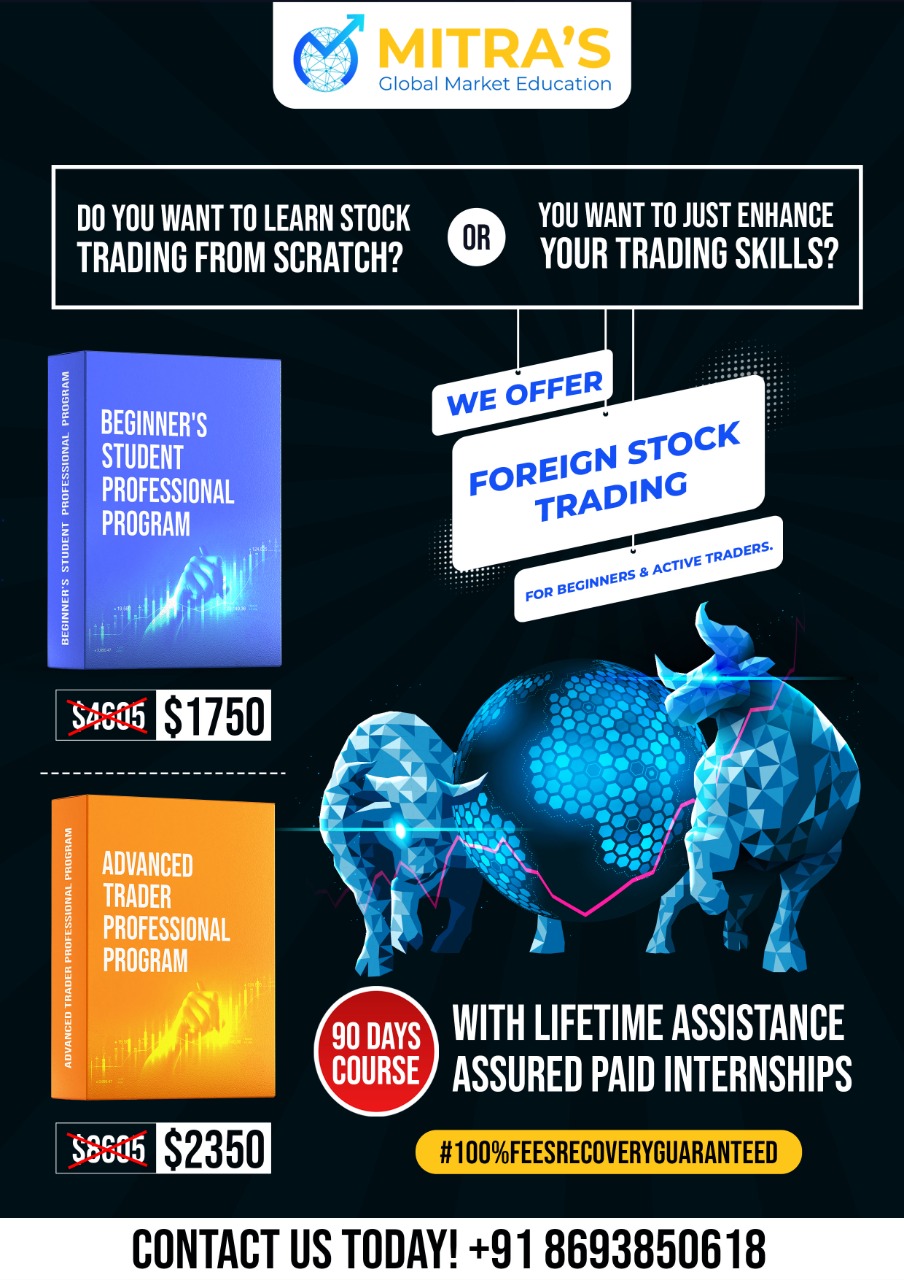 MITRA'S
Global Market Education
DO YOU WANT TO LEARN STOCK
TRADING FROM SCRATCH?
OR
YOU WANT TO JUST ENHANCE
YOUR TRADING SKILLS?
WE OFFER
FOREIGN STOCK
TRADING
FOR BEGINNERS & ACTIVE TRADERS.
BEGINNER'S STUDENT PROFESSIONAL PROGRAM
BEGINNER'S
STUDENT
PROFESSIONAL
PROGRAM
$4605 $1750
ADVANCED TRADER PROFESSIONAL PROGRAM
ADVANCED
TRADER
PROFESSIONAL
PROGRAM
$8605 $2350
90 DAYS
COURSE
WITH LIFETIME ASSISTANCE
ASSURED PAID INTERNSHIPS
#100%FEESRECOVERYGUARANTEED
CONTACT US TODAY! +91 8693850618